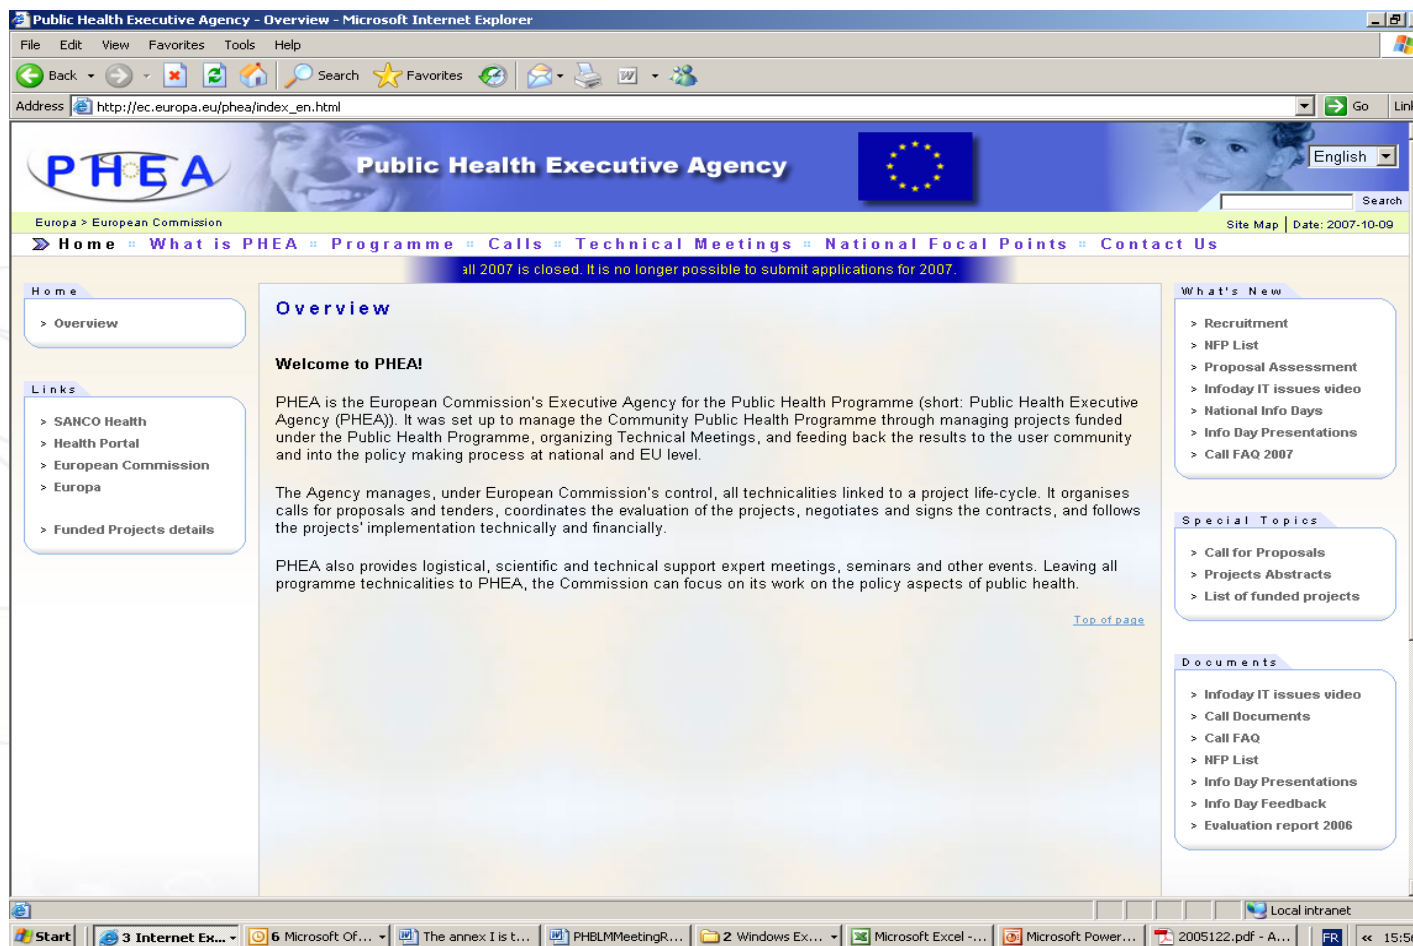 Public Health Executive Agency - Overview - Microsoft Internet Explorer
File Edit View Favorites Tools Help
Back Search Favorites
Address http://ec.europa.eu/phea/index_en.html Go Link
PHEA Public Health Executive Agency English
Search
Europa > European Commission Site Map | Date: 2007-10-09
Home What is PHEA Programme Calls Technical Meetings National Focal Points Contact Us
all 2007 is closed. It is no longer possible to submit applications for 2007.
Home
> Overview
Links
> SANCO Health
> Health Portal
> European Commission
> Europa
> Funded Projects details
Overview
Welcome to PHEA!
PHEA is the European Commission's Executive Agency for the Public Health Programme (short: Public Health Executive
Agency (PHEA)). It was set up to manage the Community Public Health Programme through managing projects funded
under the Public Health Programme, organizing Technical Meetings, and feeding back the results to the user community
and into the policy making process at national and EU level.
The Agency manages, under European Commission's control, all technicalities linked to a project life-cycle. It organises
calls for proposals and tenders, coordinates the evaluation of the projects, negotiates and signs the contracts, and follows
the projects' implementation technically and financially.
PHEA also provides logistical, scientific and technical support expert meetings, seminars and other events. Leaving all
programme technicalities to PHEA, the Commission can focus on its work on the policy aspects of public health.
Top of page
What's New
> Recruitment
> NFP List
> Proposal Assessment
> Infoday IT issues video
> National Info Days
> Info Day Presentations
> Call FAQ 2007
Special Topics
> Call for Proposals
> Projects Abstracts
> List of funded projects
Documents
> Infoday IT issues video
> Call Documents
> Call FAQ
> NFP List
> Info Day Presentations
> Info Day Feedback
> Evaluation report 2006
Local intranet
Start 3 Internet Ex... 6 Microsoft Of... The annex I is t... PHBLMMeetingR... 2 Windows Ex... Microsoft Excel -... Microsoft Power... 2005122.pdf - A... FR « 15:56